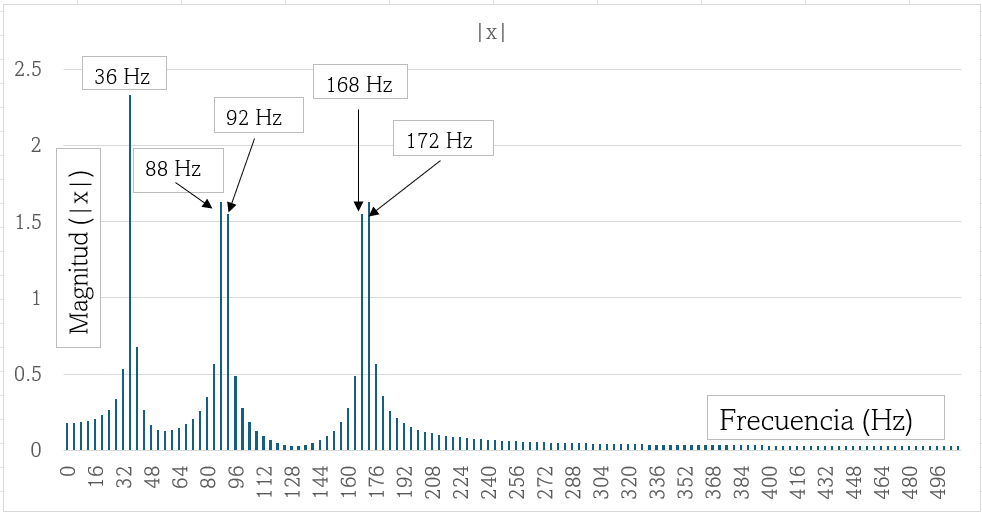 |x|
36 Hz
168 Hz
92 Hz
172 Hz
88 Hz
Magnitud (|x|)
Frecuencia (Hz)
2.5
2
1.5
1
0.5
0
0 16 32 48 64 80 96 112 128 144 160 176 192 208 224 240 256 272 288 304 320 336 352 368 384 400 416 432 448 464 480 496